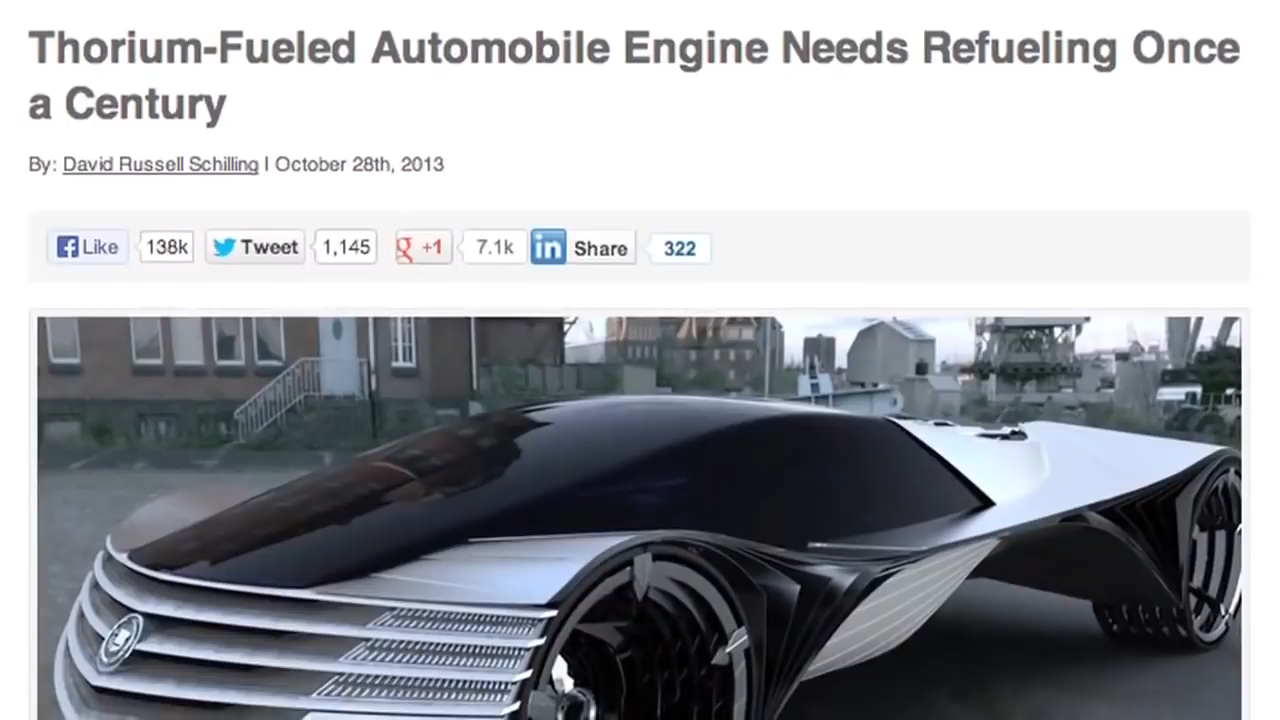 Thorium-Fueled Automobile Engine Needs Refueling Once
a Century
By: David Russell Schilling | October 28th, 2013
Like 138k Tweet 1,145 +1 7.1k in Share 322